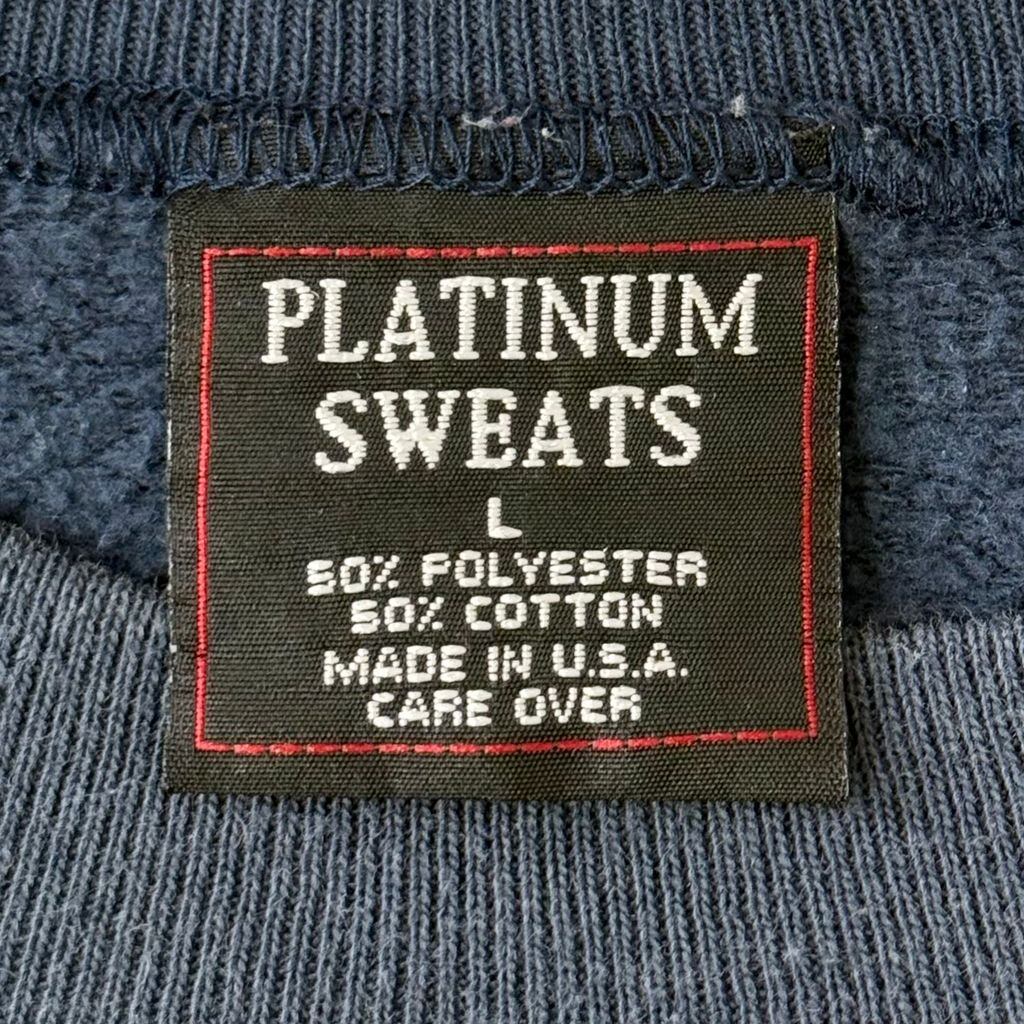 PLATINUM
SWEATS
L
50% POLYESTER
50% COTTON
MADE IN U.S.A.
CARE OVER